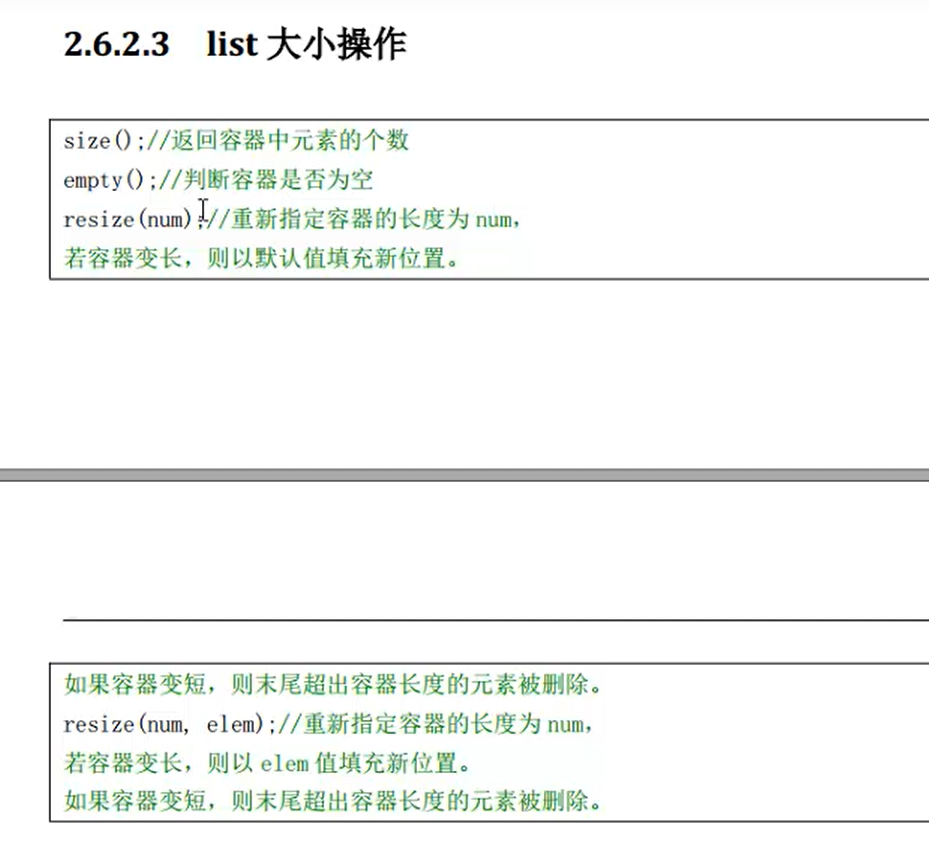 2.6.2.3 list 大小操作
size();//返回容器中元素的个数
empty();//判断容器是否为空
resize(num);//重新指定容器的长度为 num，
若容器变长，则以默认值填充新位置。
如果容器变短，则末尾超出容器长度的元素被删除。
resize(num, elem);//重新指定容器的长度为 num，
若容器变长，则以 elem 值填充新位置。
如果容器变短，则末尾超出容器长度的元素被删除。